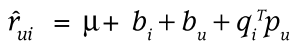 r̂ᵤᵢ = μ + bᵢ + bᵤ + qᵢᵀpᵤ